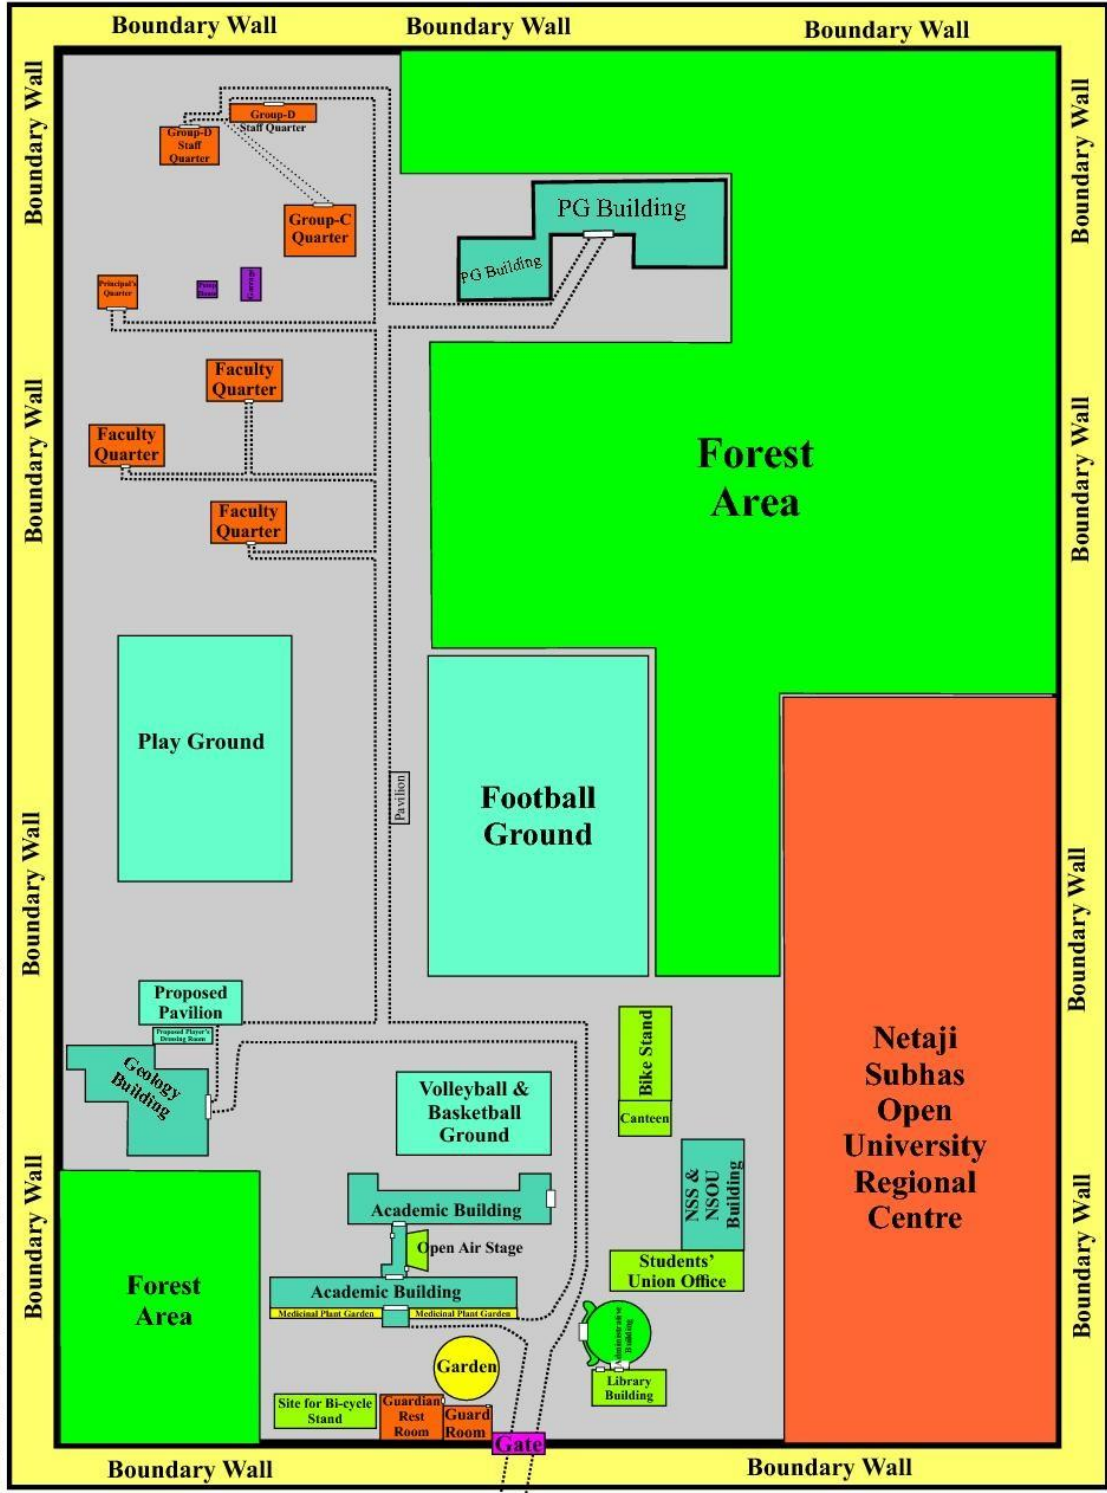 Boundary Wall
Boundary Wall
Boundary Wall
Boundary Wall
Boundary Wall
Group-D
Staff Quarter
Group-D
Staff
Quarter
Group-C
Quarter
PG Building
PG Building
Principal's
Quarter
Pump
House
Faculty
Quarter
Boundary Wall
Boundary Wall
Faculty
Quarter
Faculty
Quarter
Forest
Area
Play Ground
Pavilion
Football
Ground
Boundary Wall
Boundary Wall
Proposed
Pavilion
Proposed Player's
Dressing Room
Geology
Building
Bike Stand
Canteen
Volleyball &
Basketball
Ground
Netaji
Subhas
Open
University
Regional
Centre
NSS &
NSOU
Building
Academic Building
Open Air Stage
Students'
Union Office
Boundary Wall
Boundary Wall
Forest
Area
Academic Building
Medicinal Plant Garden
Medicinal Plant Garden
Administrative
Building
Garden
Library
Building
Site for Bi-cycle
Stand
Guardian
Rest
Room
Guard
Room
Gate
Boundary Wall
Boundary Wall